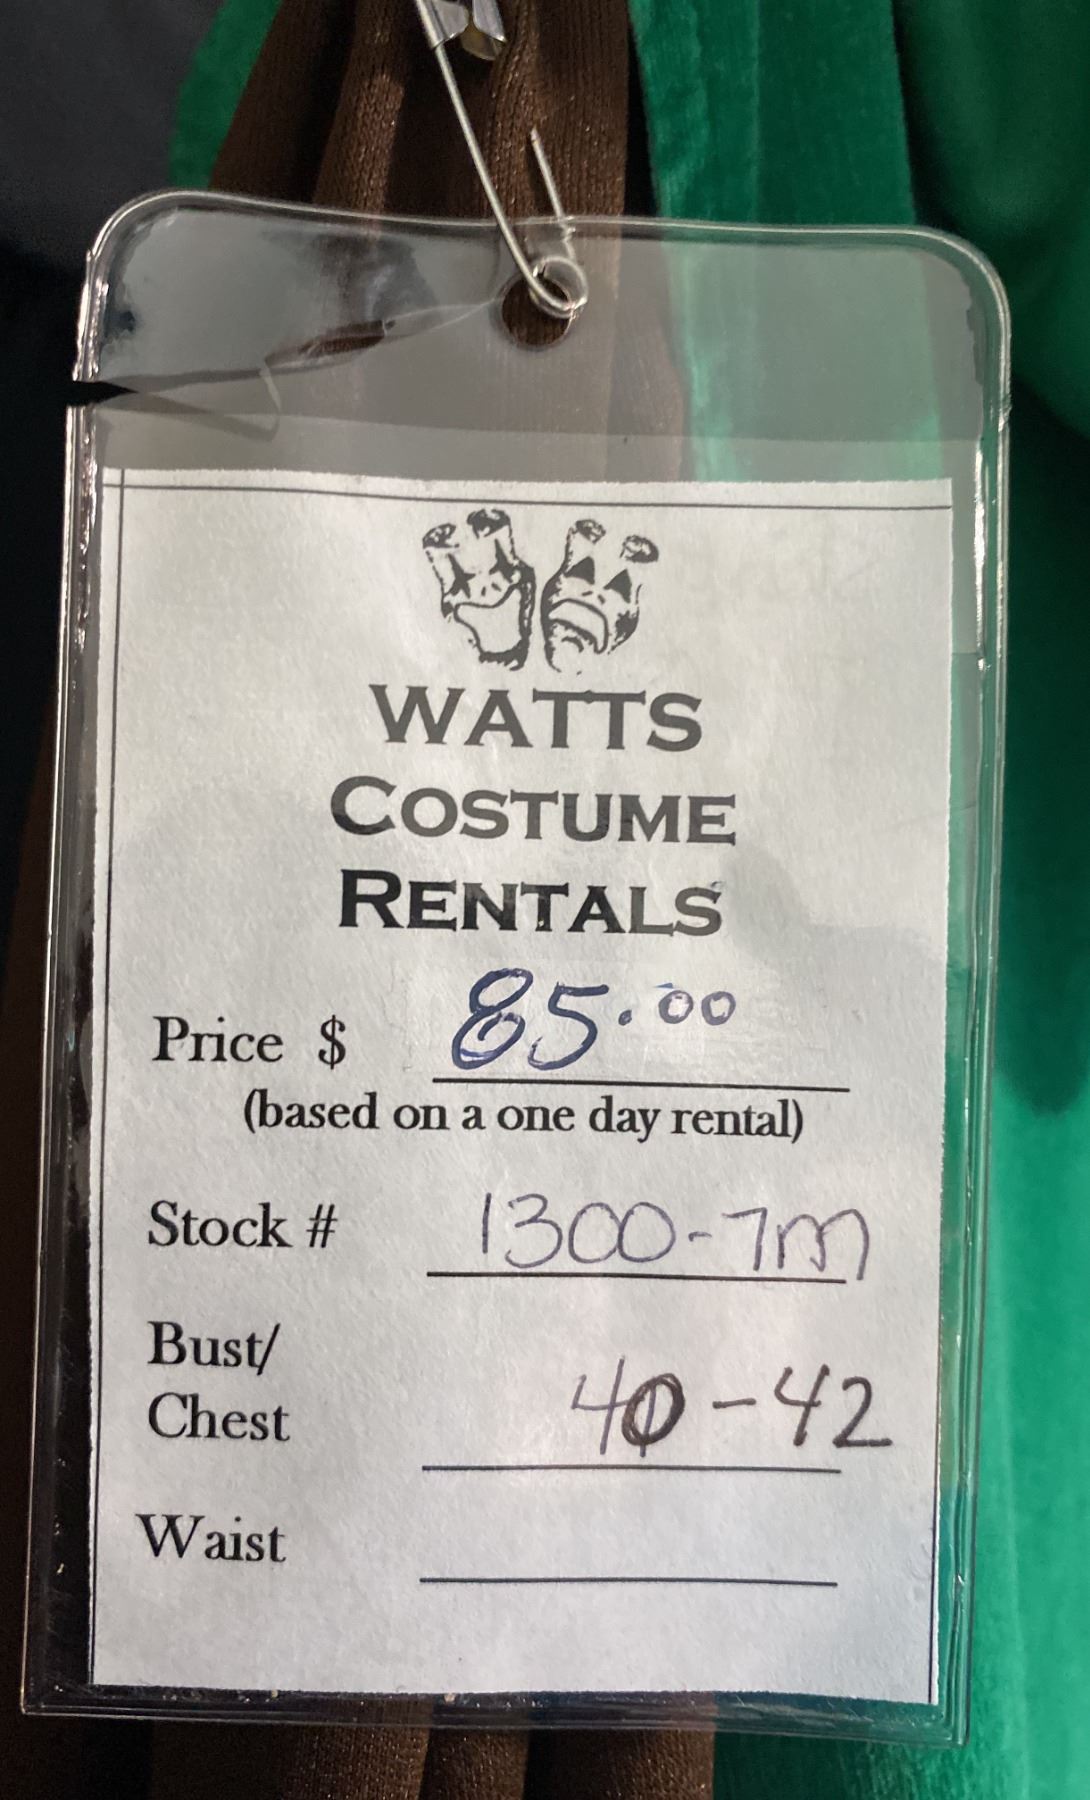 WATTS
COSTUME
RENTALS
Price $ 85.00
(based on a one day rental)
Stock # 1300-7m
Bust/
Chest 40-42
Waist